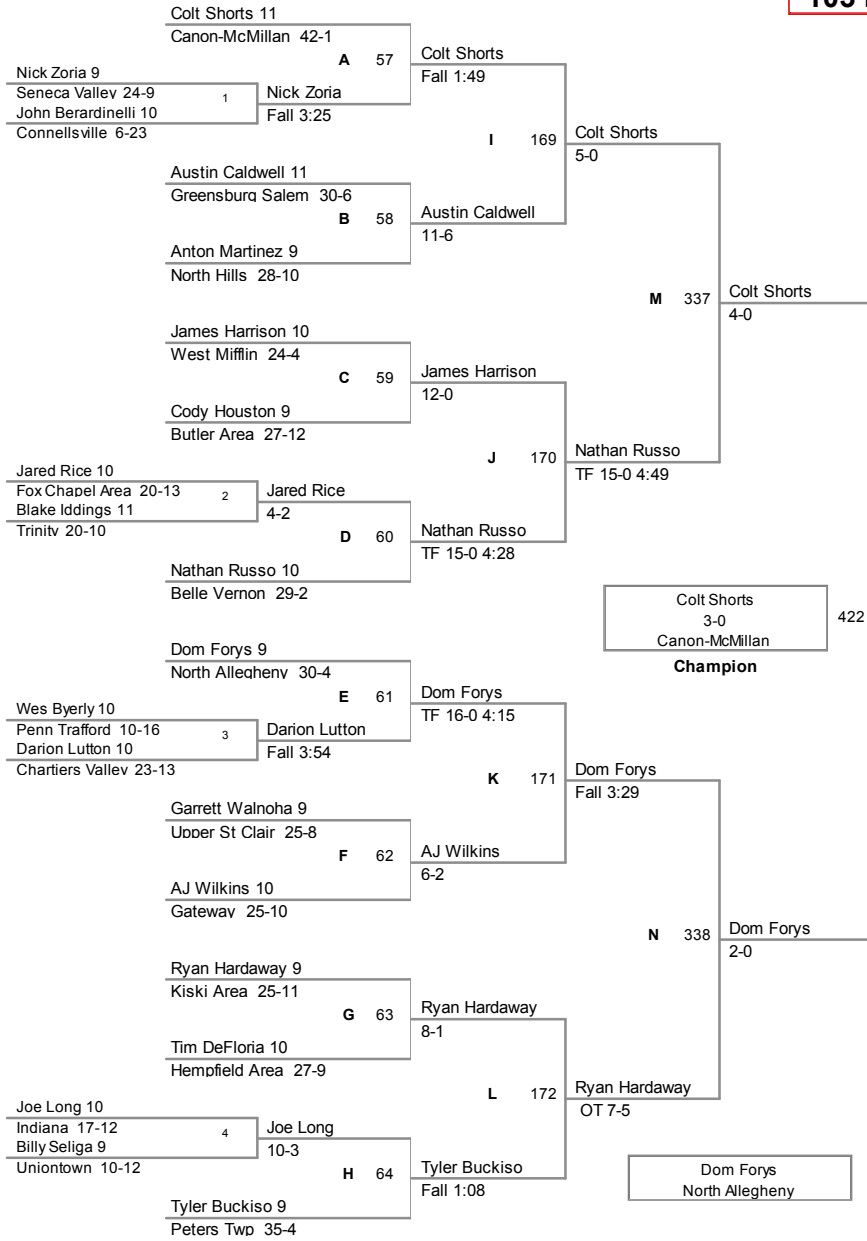 Colt Shorts 11
Canon-McMillan 42-1
A 57
Colt Shorts
Fall 1:49
Nick Zoria 9
Seneca Valley 24-9
1
Nick Zoria
Fall 3:25
John Berardinelli 10
Connellsville 6-23
I 169
Colt Shorts
5-0
Austin Caldwell 11
Greensburg Salem 30-6
B 58
Austin Caldwell
11-6
Anton Martinez 9
North Hills 28-10
M 337
Colt Shorts
4-0
James Harrison 10
West Mifflin 24-4
C 59
James Harrison
12-0
Cody Houston 9
Butler Area 27-12
J 170
Nathan Russo
TF 15-0 4:49
Jared Rice 10
Fox Chapel Area 20-13
2
Jared Rice
4-2
Blake Iddings 11
Trinity 20-10
D 60
Nathan Russo
TF 15-0 4:28
Nathan Russo 10
Belle Vernon 29-2
Colt Shorts
3-0
Canon-McMillan
422
Champion
Dom Forys 9
North Allegheny 30-4
E 61
Dom Forys
TF 16-0 4:15
Wes Byerly 10
Penn Trafford 10-16
3
Darion Lutton
Fall 3:54
Darion Lutton 10
Chartiers Valley 23-13
K 171
Dom Forys
Fall 3:29
Garrett Walnoha 9
Upper St Clair 25-8
F 62
AJ Wilkins
6-2
AJ Wilkins 10
Gateway 25-10
N 338
Dom Forys
2-0
Ryan Hardaway 9
Kiski Area 25-11
G 63
Ryan Hardaway
8-1
Tim DeFloria 10
Hempfield Area 27-9
L 172
Ryan Hardaway
OT 7-5
Joe Long 10
Indiana 17-12
4
Joe Long
10-3
Billy Seliga 9
Uniontown 10-12
H 64
Tyler Buckiso
Fall 1:08
Tyler Buckiso 9
Peters Twp 35-4
Dom Forys
North Allegheny